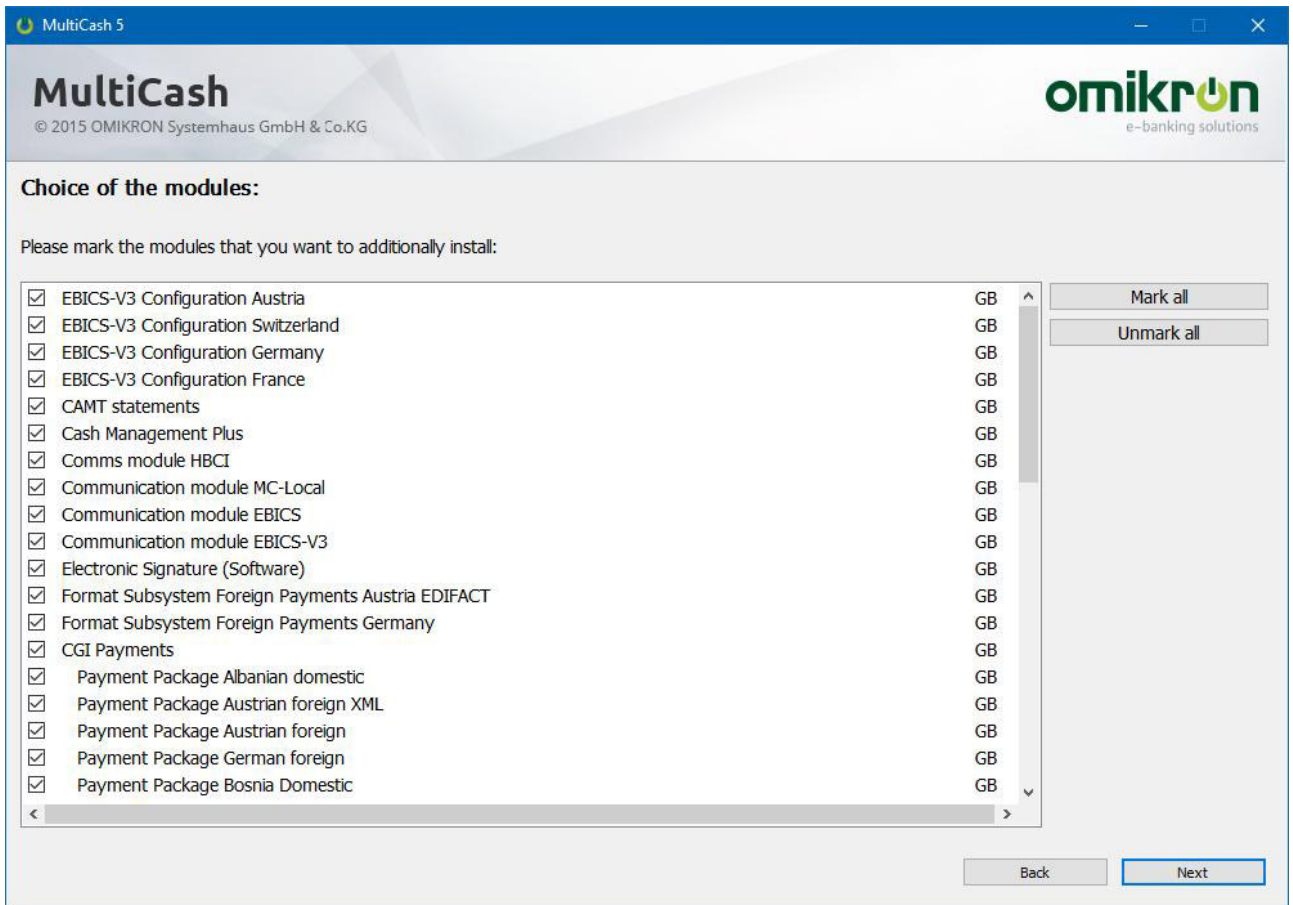 MultiCash 5
MultiCash
© 2015 OMIKRON Systemhaus GmbH & Co.KG
omikron
e-banking solutions
Choice of the modules:
Please mark the modules that you want to additionally install:
EBICS-V3 Configuration Austria GB
EBICS-V3 Configuration Switzerland GB
EBICS-V3 Configuration Germany GB
EBICS-V3 Configuration France GB
CAMT statements GB
Cash Management Plus GB
Comms module HBCI GB
Communication module MC-Local GB
Communication module EBICS GB
Communication module EBICS-V3 GB
Electronic Signature (Software) GB
Format Subsystem Foreign Payments Austria EDIFACT GB
Format Subsystem Foreign Payments Germany GB
CGI Payments GB
Payment Package Albanian domestic GB
Payment Package Austrian foreign XML GB
Payment Package Austrian foreign GB
Payment Package German foreign GB
Payment Package Bosnia Domestic GB
Mark all
Unmark all
Back Next